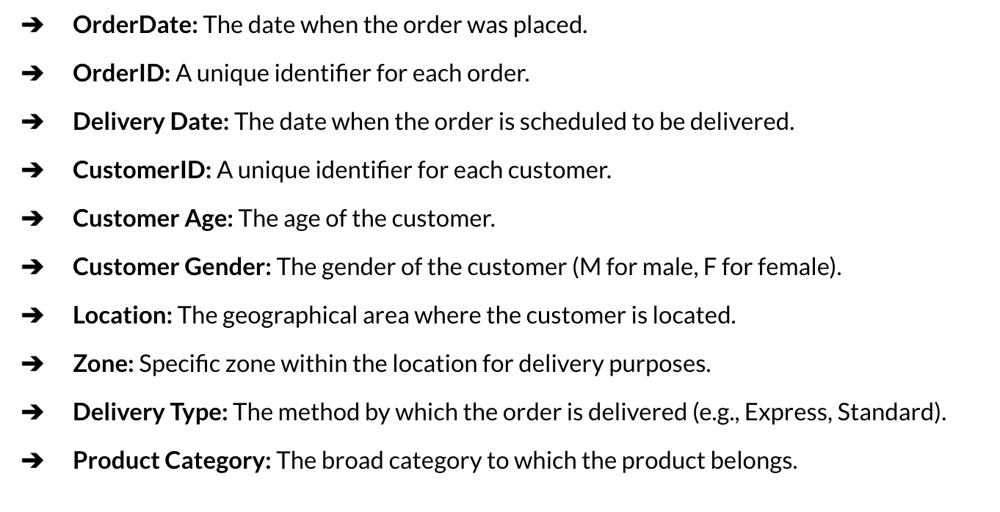 ➔ OrderDate: The date when the order was placed.
➔ OrderID: A unique identifier for each order.
➔ Delivery Date: The date when the order is scheduled to be delivered.
➔ CustomerID: A unique identifier for each customer.
➔ Customer Age: The age of the customer.
➔ Customer Gender: The gender of the customer (M for male, F for female).
➔ Location: The geographical area where the customer is located.
➔ Zone: Specific zone within the location for delivery purposes.
➔ Delivery Type: The method by which the order is delivered (e.g., Express, Standard).
➔ Product Category: The broad category to which the product belongs.